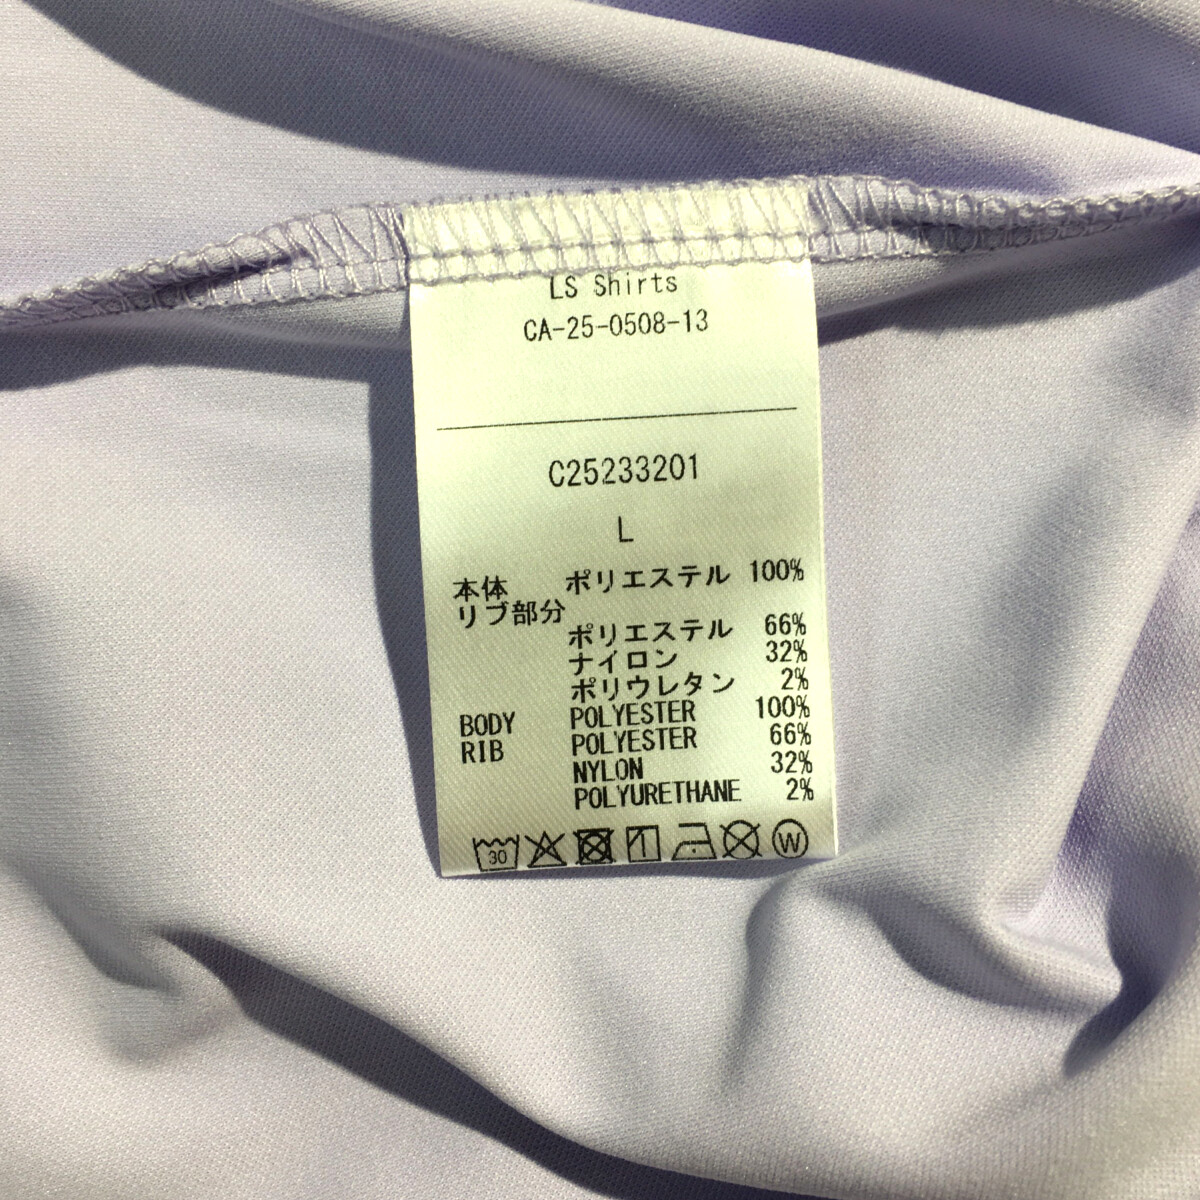 LS Shirts
CA-25-0508-13
C25233201
L
本体 ポリエステル 100%
リブ部分
ポリエステル 66%
ナイロン 32%
ポリウレタン 2%
BODY POLYESTER 100%
RIB POLYESTER 66%
NYLON 32%
POLYURETHANE 2%
30 W